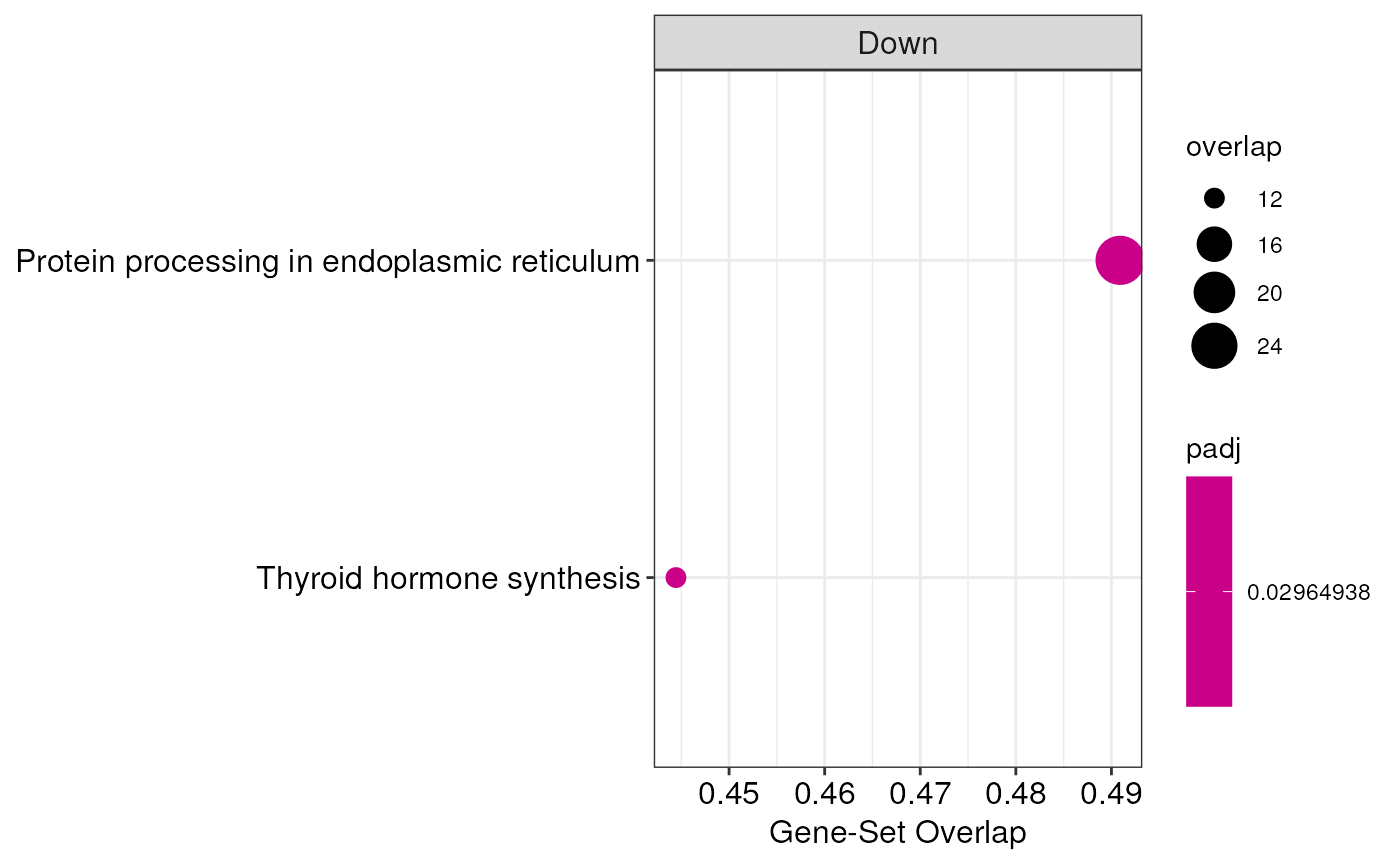 Down
Protein processing in endoplasmic reticulum
Thyroid hormone synthesis
0.45 0.46 0.47 0.48 0.49
Gene-Set Overlap
overlap
12
16
20
24
padj
0.02964938